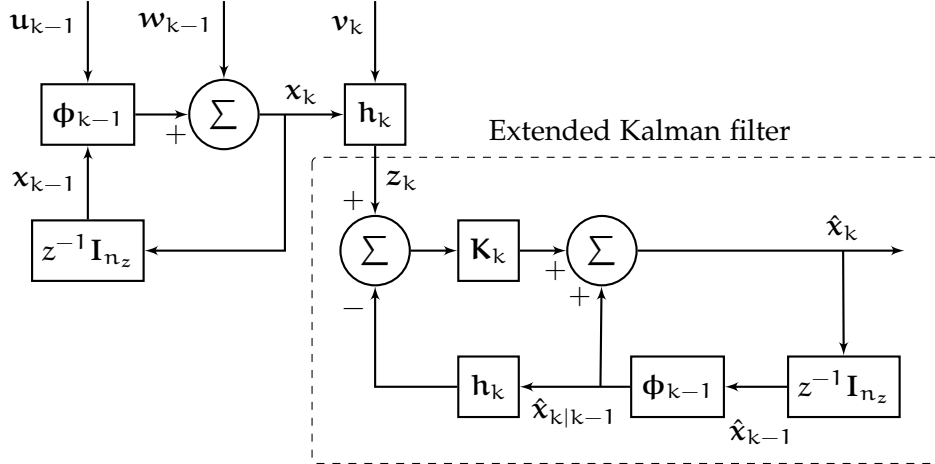 u_{k−1} w_{k−1} v_k
ϕ_{k−1} + Σ x_k h_k
Extended Kalman filter
x_{k−1} z_k
+
z^{−1} I_{n_z} Σ K_k + Σ x̂_k
− +
h_k x̂_{k|k−1} ϕ_{k−1} x̂_{k−1} z^{−1} I_{n_z}